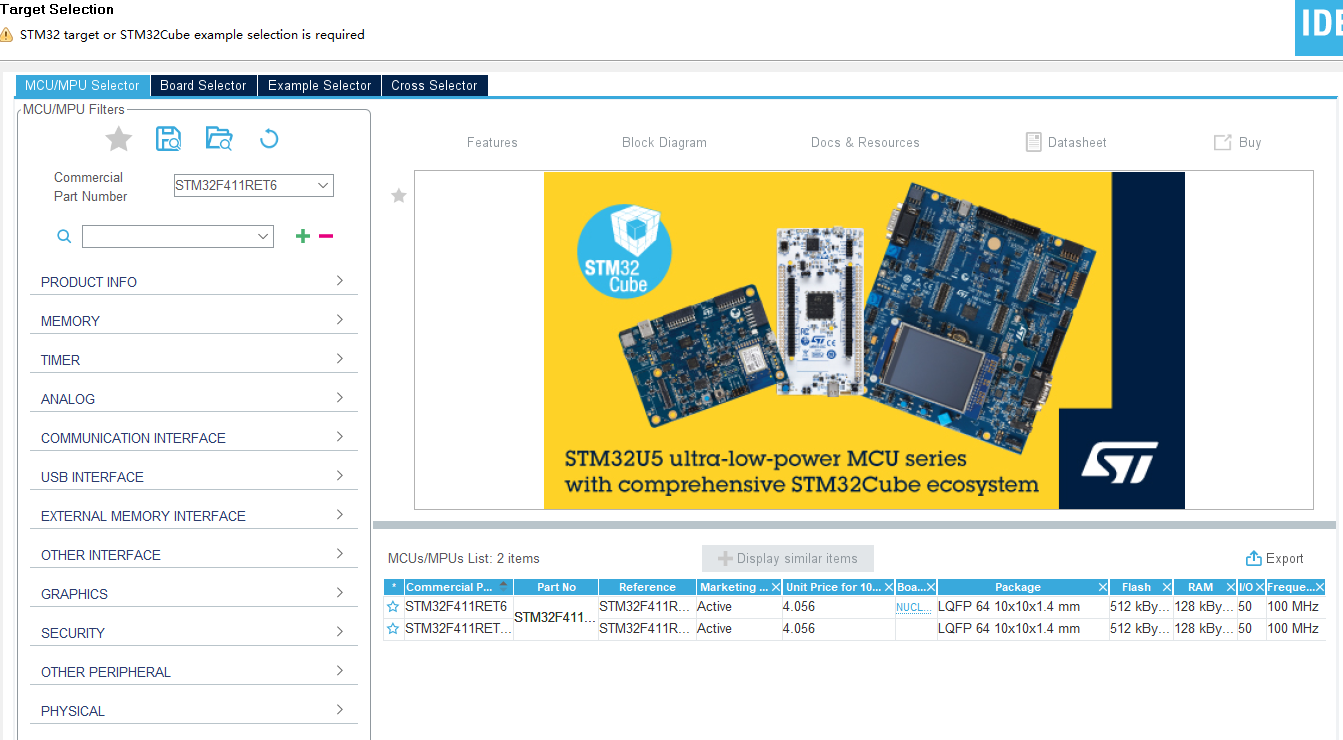 Target Selection
STM32 target or STM32Cube example selection is required
IDE
MCU/MPU Selector
Board Selector
Example Selector
Cross Selector
MCU/MPU Filters
Commercial
Part Number
STM32F411RET6
PRODUCT INFO
MEMORY
TIMER
ANALOG
COMMUNICATION INTERFACE
USB INTERFACE
EXTERNAL MEMORY INTERFACE
OTHER INTERFACE
GRAPHICS
SECURITY
OTHER PERIPHERAL
PHYSICAL
Features
Block Diagram
Docs & Resources
Datasheet
Buy
STM32
Cube
STM32U5 ultra-low-power MCU series
with comprehensive STM32Cube ecosystem
ST
MCUs/MPUs List: 2 items
Display similar items
Export
* Commercial P... Part No Reference Marketing ... Unit Price for 10... Boa... Package Flash RAM I/O Freque...
STM32F411RET6 STM32F411... STM32F411R... Active 4.056 NUCL... LQFP 64 10x10x1.4 mm 512 kBy... 128 kBy... 50 100 MHz
STM32F411RET... STM32F411R... Active 4.056 LQFP 64 10x10x1.4 mm 512 kBy... 128 kBy... 50 100 MHz